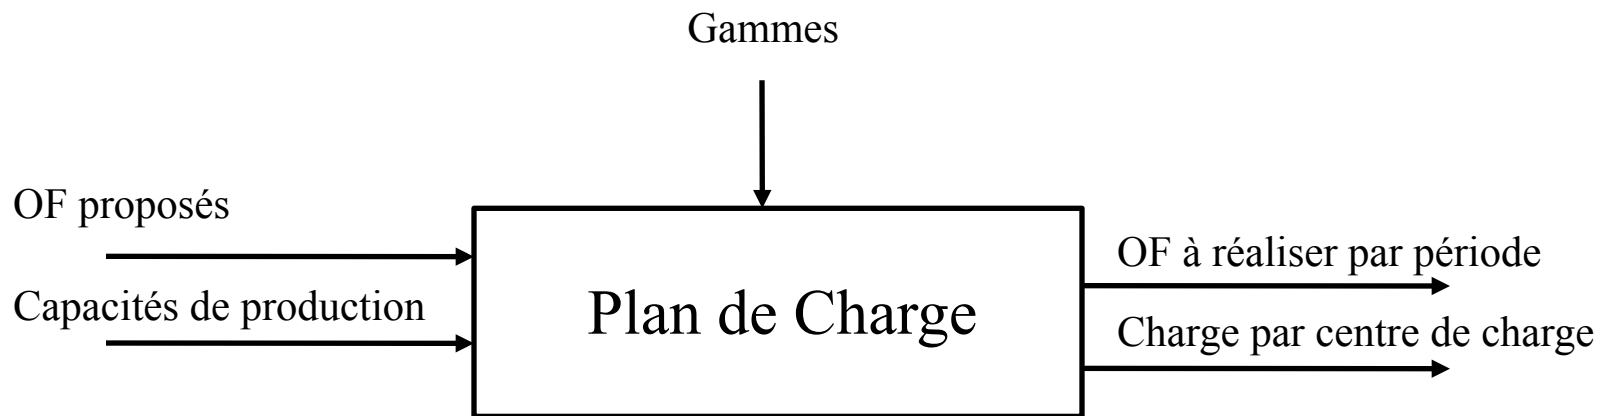 Gammes
OF proposés
Capacités de production
Plan de Charge
OF à réaliser par période
Charge par centre de charge